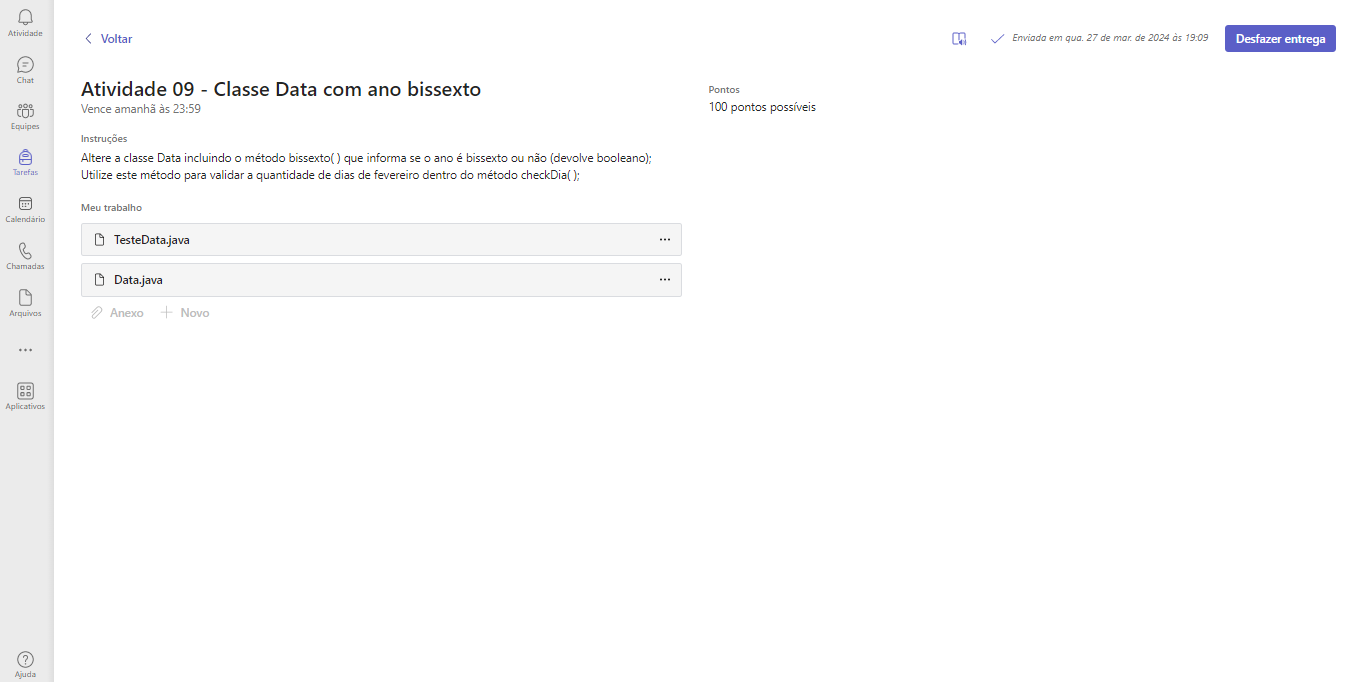 Atividade
Chat
Equipes
Tarefas
Calendário
Chamadas
Arquivos
Aplicativos
Ajuda
Voltar
Enviada em qua. 27 de mar. de 2024 às 19:09
Desfazer entrega
Atividade 09 - Classe Data com ano bissexto
Vence amanhã às 23:59
Pontos
100 pontos possíveis
Instruções
Altere a classe Data incluindo o método bissexto( ) que informa se o ano é bissexto ou não (devolve booleano);
Utilize este método para validar a quantidade de dias de fevereiro dentro do método checkDia( );
Meu trabalho
TesteData.java
Data.java
Anexo
Novo